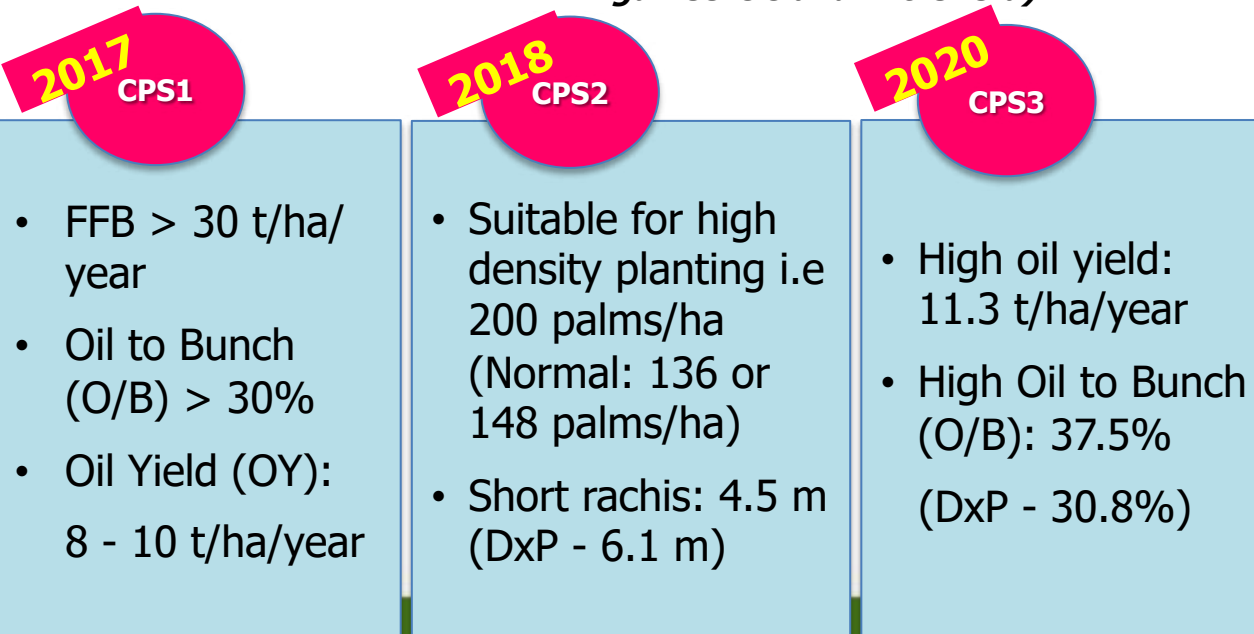 2017
CPS1
• FFB > 30 t/ha/
year
• Oil to Bunch
(O/B) > 30%
• Oil Yield (OY):
8 - 10 t/ha/year
2018
CPS2
• Suitable for high
density planting i.e
200 palms/ha
(Normal: 136 or
148 palms/ha)
• Short rachis: 4.5 m
(DxP - 6.1 m)
2020
CPS3
• High oil yield:
11.3 t/ha/year
• High Oil to Bunch
(O/B): 37.5%
(DxP - 30.8%)